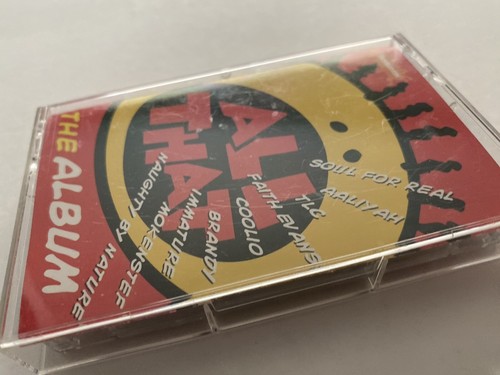 ALL
THAT
THE ALBUM
SOUL FOR REAL
AALIYAH
TLC
FAITH EVANS
COOLIO
BRANDY
IMMATURE
MOKENSTEF
NAUGHTY BY NATURE